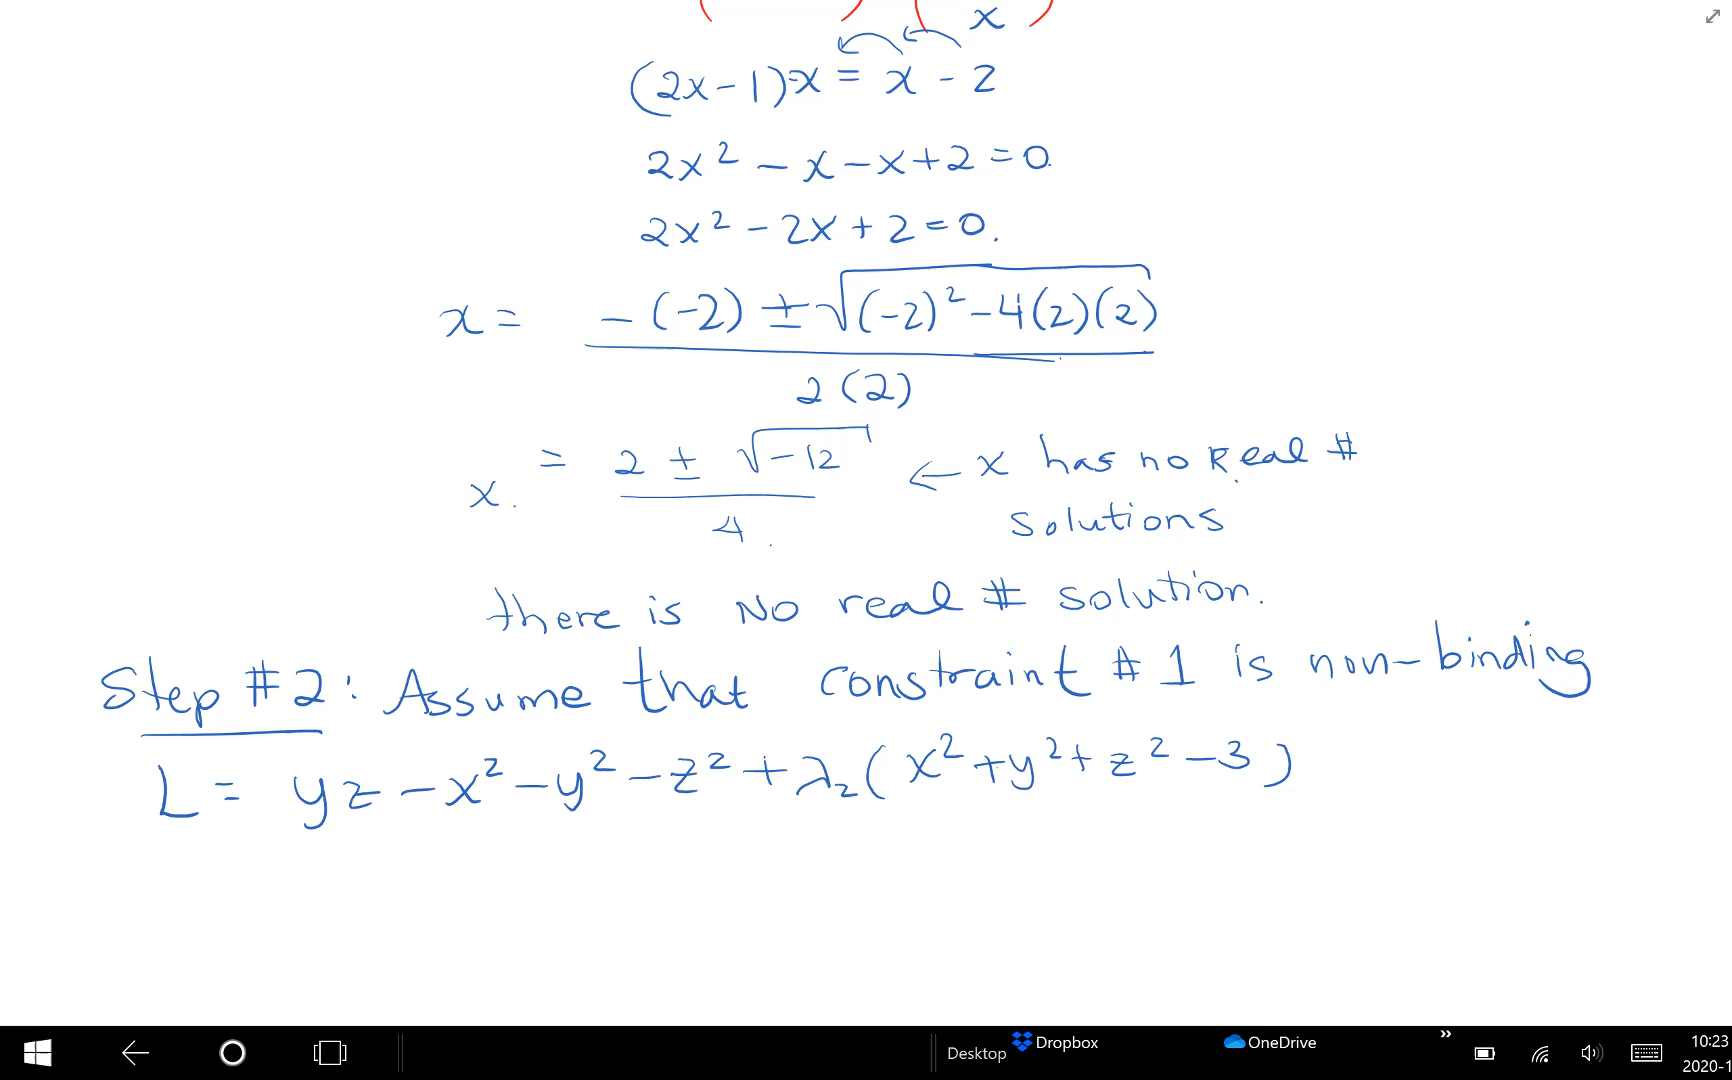 ( ) ( x )
(2x-1)x = x - 2
2x² - x - x + 2 = 0
2x² - 2x + 2 = 0.
x = -(-2) ± √(-2)² - 4(2)(2)
2(2)
x. = 2 ± √-12 ← x has no Real #
4 solutions
there is NO real # solution.
Step #2: Assume that constraint #1 is non-binding
L = yz - x² - y² - z² + λ₂(x² + y² + z² - 3)
Desktop Dropbox OneDrive » 10:23
2020-1